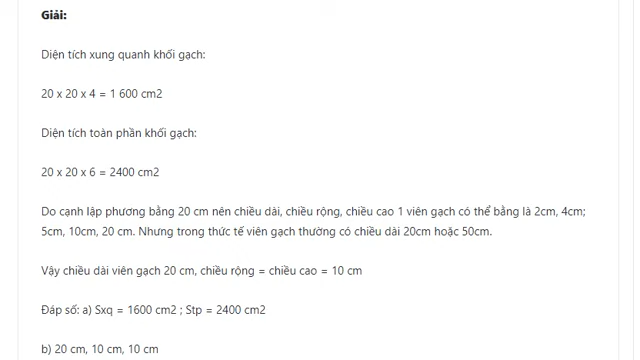 Giải:
Diện tích xung quanh khối gạch:
20 x 20 x 4 = 1 600 cm2
Diện tích toàn phần khối gạch:
20 x 20 x 6 = 2400 cm2
Do cạnh lập phương bằng 20 cm nên chiều dài, chiều rộng, chiều cao 1 viên gạch có thể bằng là 2cm, 4cm;
5cm, 10cm, 20 cm. Nhưng trong thức tế viên gạch thường có chiều dài 20cm hoặc 50cm.
Vậy chiều dài viên gạch 20 cm, chiều rộng = chiều cao = 10 cm
Đáp số: a) Sxq = 1600 cm2 ; Stp = 2400 cm2
b) 20 cm, 10 cm, 10 cm